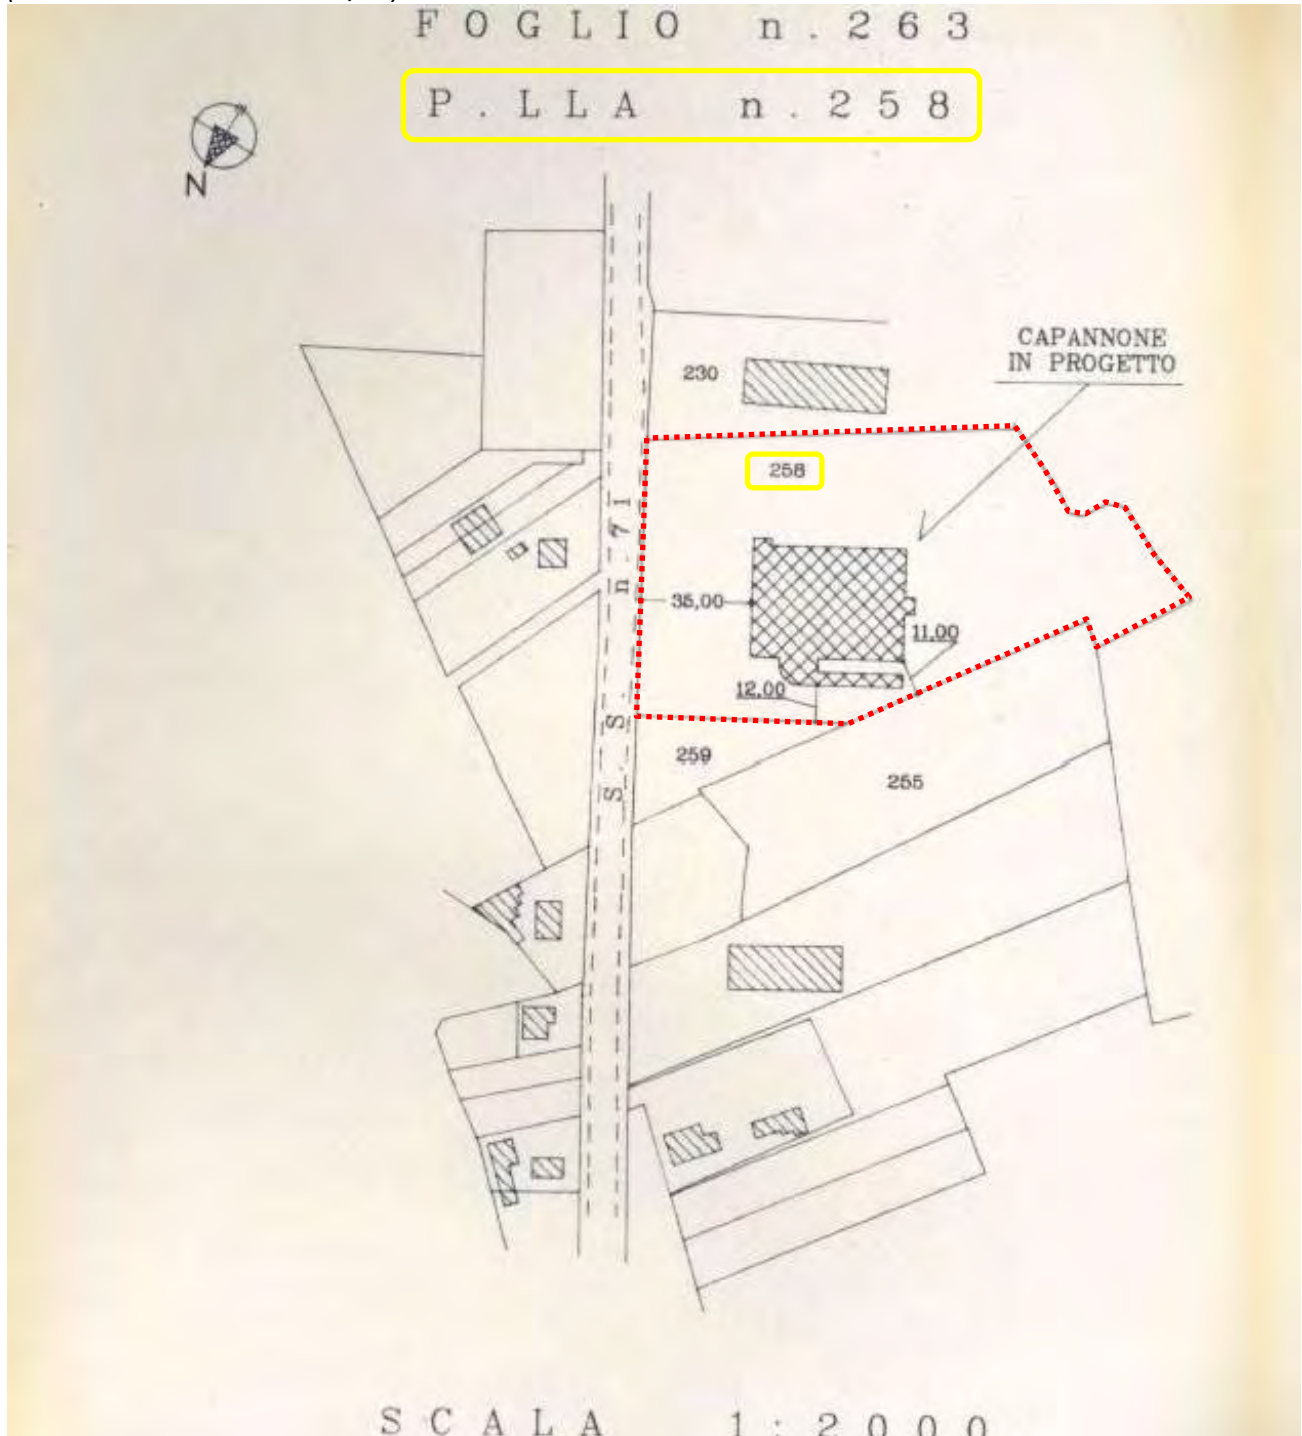 FOGLIO n.263
P.LLA n.258
N
CAPANNONE
IN PROGETTO
230
258
S.S. n.71
35,00
11,00
12,00
259
255
SCALA 1:2000